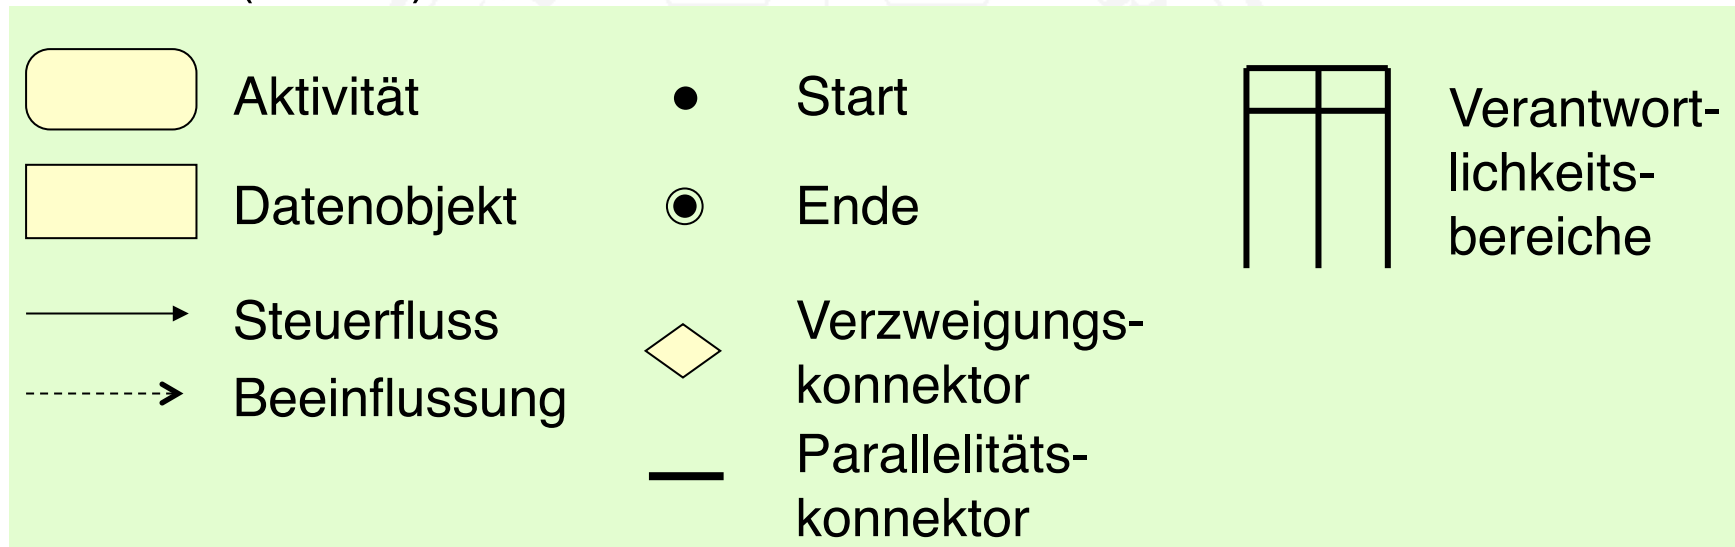 Aktivität
Datenobjekt
Steuerfluss
Beeinflussung
Start
Ende
Verzweigungs-
konnektor
Parallelitäts-
konnektor
Verantwort-
lichkeits-
bereiche